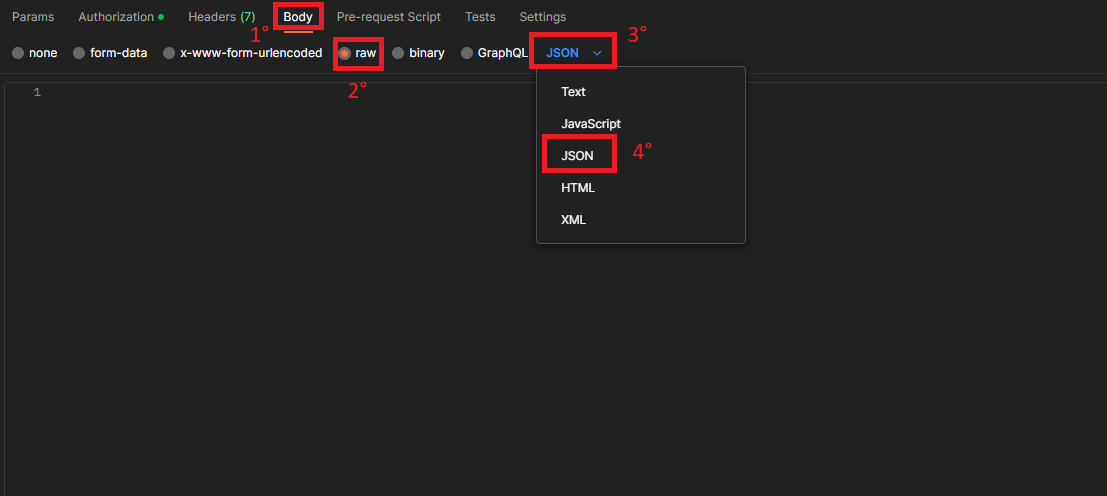 Params Authorization Headers (7) Body Pre-request Script Tests Settings
1° 3°
none form-data x-www-form-urlencoded raw binary GraphQL JSON
2°
1
Text
JavaScript
JSON 4°
HTML
XML